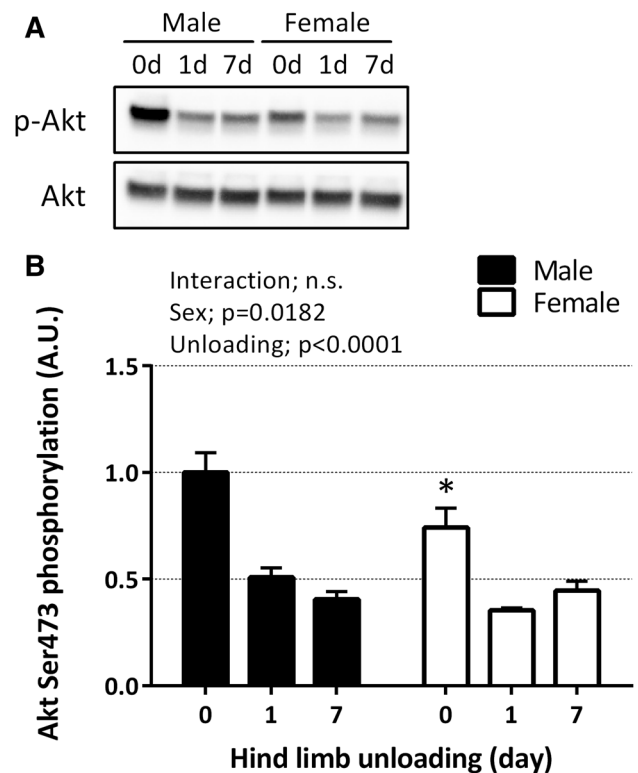 A
Male Female
0d 1d 7d 0d 1d 7d
p-Akt
Akt
B
Interaction; n.s.
Sex; p=0.0182
Unloading; p<0.0001
Male
Female
Akt Ser473 phosphorylation (A.U.)
1.5
1.0
0.5
0.0
*
0 1 7 0 1 7
Hind limb unloading (day)